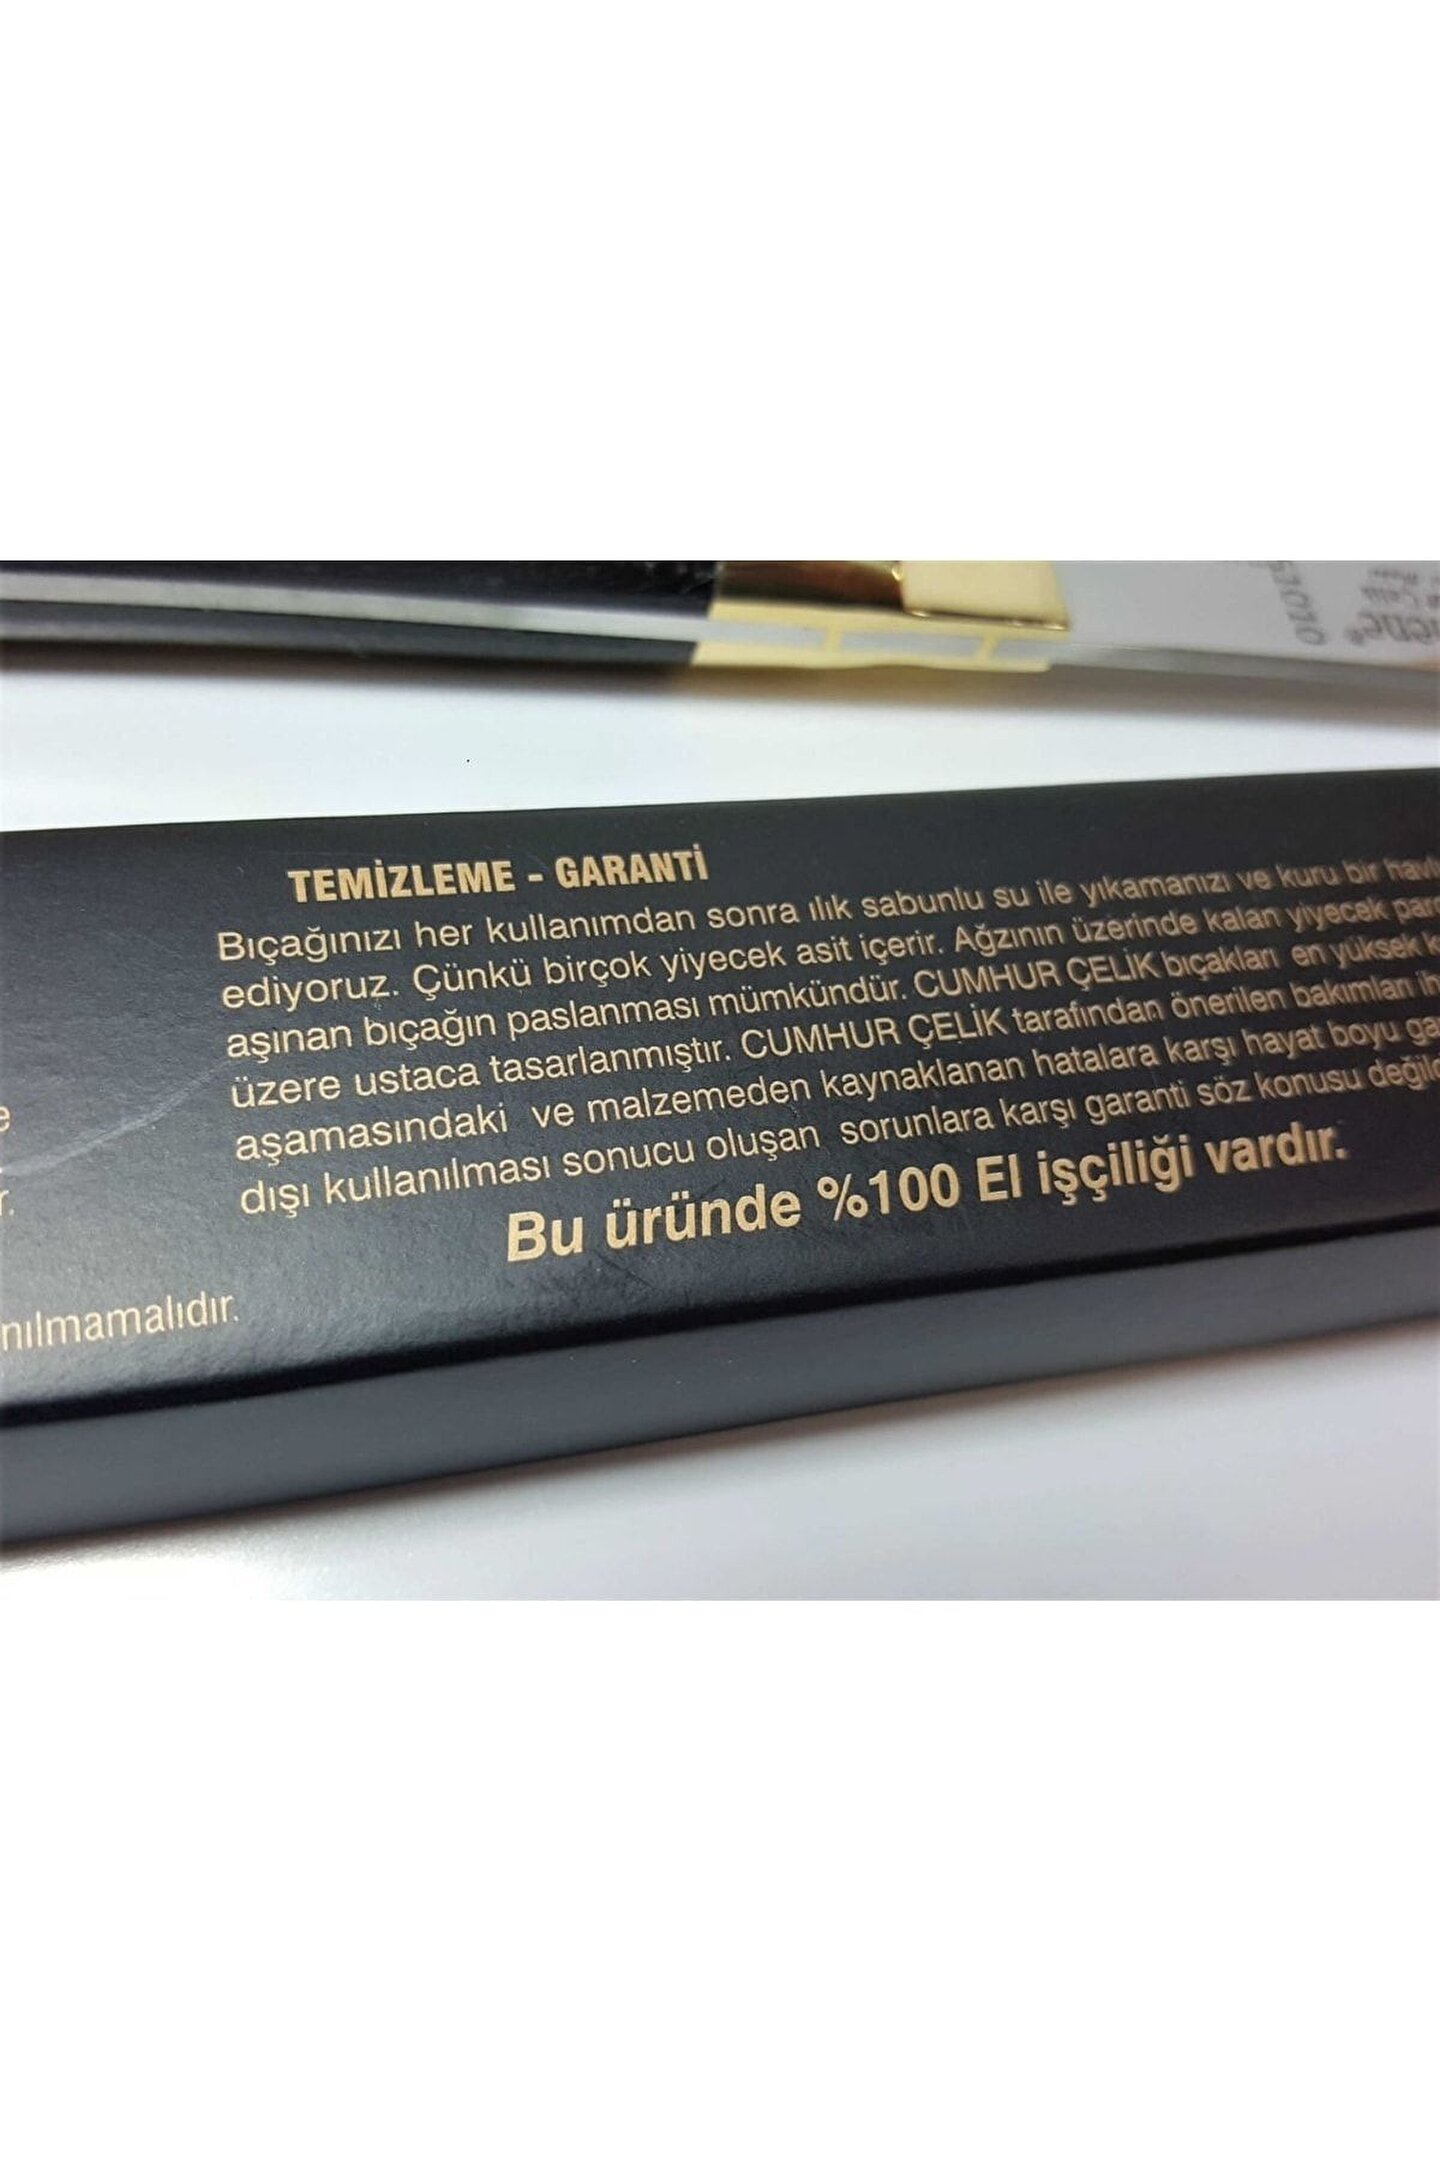 TEMİZLEME - GARANTİ
Bıçağınızı her kullanımdan sonra ılık sabunlu su ile yıkamanızı ve kuru bir
ediyoruz. Çünkü birçok yiyecek asit içerir. Ağzının üzerinde kalan yiyecek
aşınan bıçağın paslanması mümkündür. CUMHUR ÇELİK bıçakları en yüksek
üzere ustaca tasarlanmıştır. CUMHUR ÇELİK tarafından önerilen bakımları
aşamasındaki ve malzemeden kaynaklanan hatalara karşı hayat boyu
dışı kullanılması sonucu oluşan sorunlara karşı garanti söz konusu
Bu üründe %100 El işçiliği vardır.
nılmamalıdır.